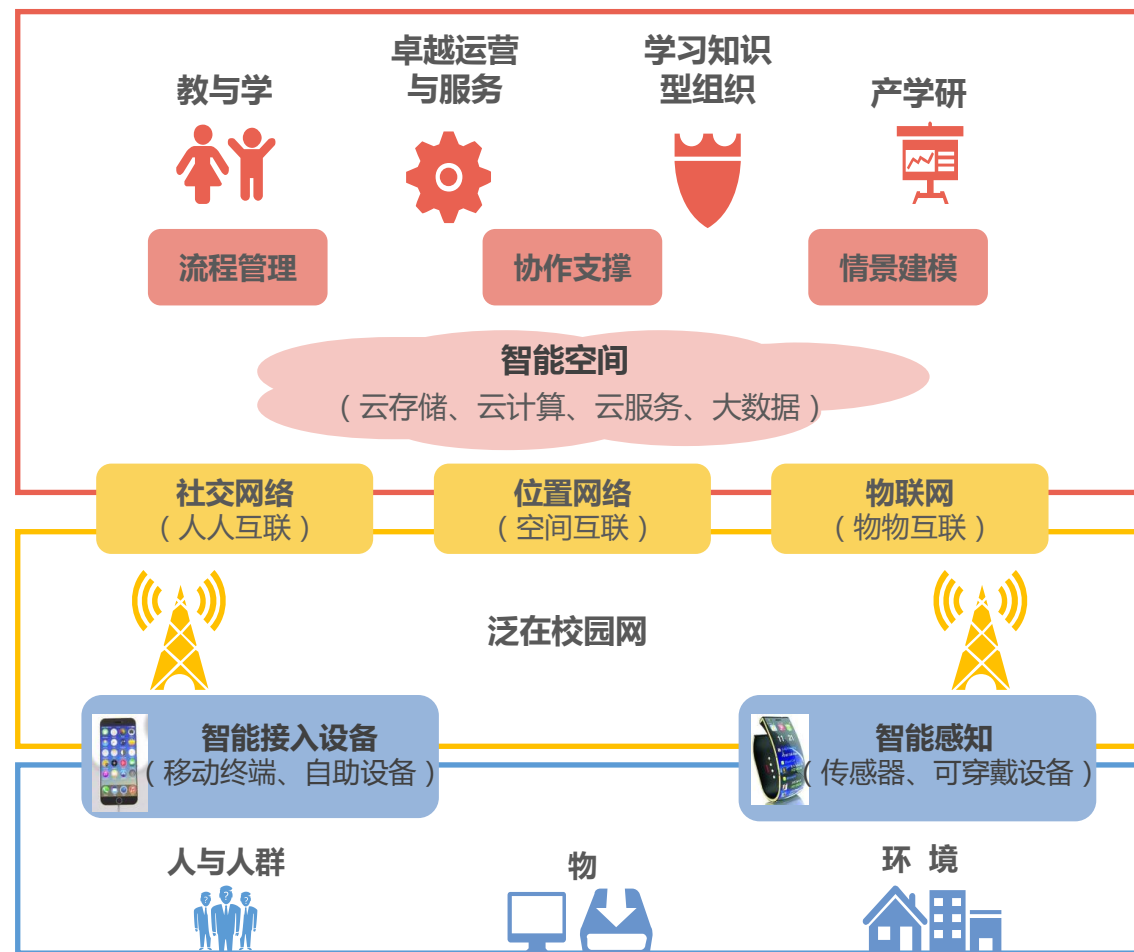 教与学
卓越运营
与服务
学习知识
型组织
产学研
流程管理
协作支撑
情景建模
智能空间
（云存储、云计算、云服务、大数据）
社交网络
（人人互联）
位置网络
（空间互联）
物联网
（物物互联）
泛在校园网
智能接入设备
（移动终端、自助设备）
智能感知
（传感器、可穿戴设备）
人与人群
物
环 境